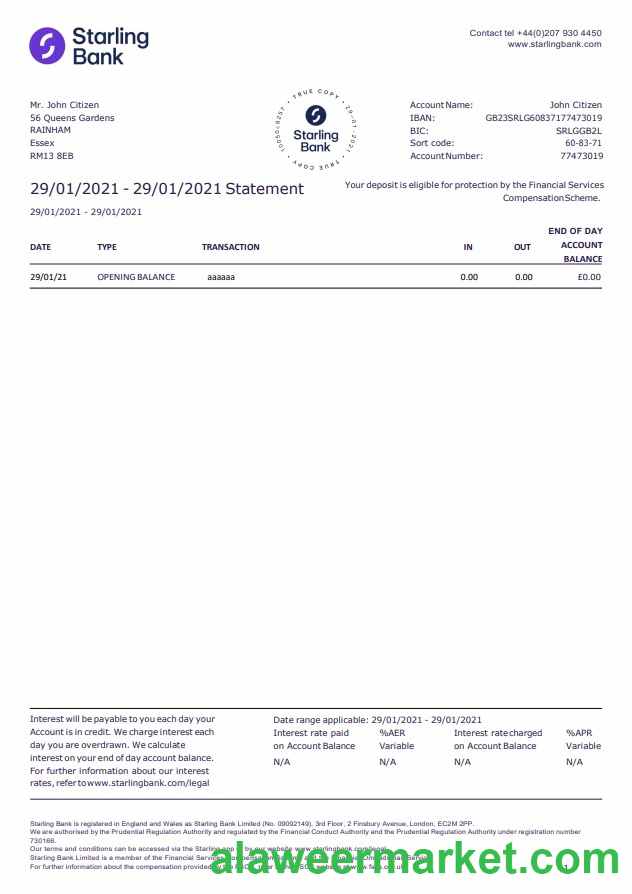 Starling
Bank
Contact tel +44(0)207 930 4450
www.starlingbank.com
Mr. John Citizen
56 Queens Gardens
RAINHAM
Essex
RM13 8EB
• TRUE COPY • 29-01-2021 • TRUE COPY •
Starling
Bank
Account Name: John Citizen
IBAN: GB23SRLG60837177473019
BIC: SRLGGB2L
Sort code: 60-83-71
Account Number: 77473019
29/01/2021 - 29/01/2021 Statement
Your deposit is eligible for protection by the Financial Services
Compensation Scheme.
29/01/2021 - 29/01/2021
DATE TYPE TRANSACTION IN OUT END OF DAY
ACCOUNT
BALANCE
29/01/21 OPENING BALANCE aaaaaa 0.00 0.00 £0.00
Interest will be payable to you each day your
Account is in credit. We charge interest each
day you are overdrawn. We calculate
interest on your end of day account balance.
For further information about our interest
rates, refer to www.starlingbank.com/legal
Date range applicable: 29/01/2021 - 29/01/2021
Interest rate paid %AER Interest rate charged %APR
on Account Balance Variable on Account Balance Variable
N/A N/A N/A N/A
Starling Bank is registered in England and Wales as Starling Bank Limited (No. 09092149), 3rd Floor, 2 Finsbury Avenue, London, EC2M 2PP.
We are authorised by the Prudential Regulation Authority and regulated by the Financial Conduct Authority and the Prudential Regulation Authority under registration number
730166.
Our terms and conditions can be accessed via the Starling app or by our website www.starlingbank.com/legal.
Starling Bank Limited is a member of the Financial Services
For further information about the compensation provided by
alaweermarket.com